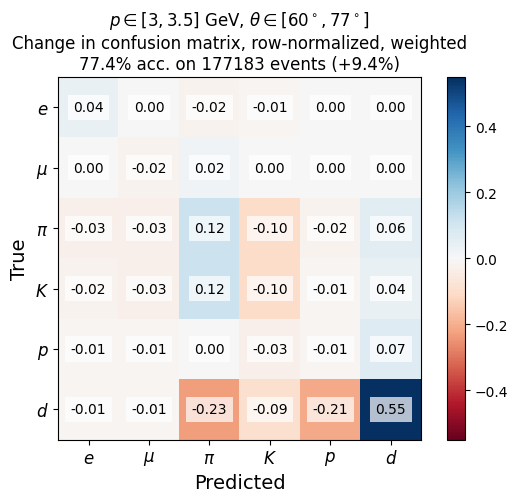 p ∈ [3, 3.5] GeV, θ ∈ [60°, 77°]
Change in confusion matrix, row-normalized, weighted
77.4% acc. on 177183 events (+9.4%)
e 0.04 0.00 -0.02 -0.01 0.00 0.00
μ 0.00 -0.02 0.02 0.00 0.00 0.00
π -0.03 -0.03 0.12 -0.10 -0.02 0.06
K -0.02 -0.03 0.12 -0.10 -0.01 0.04
p -0.01 -0.01 0.00 -0.03 -0.01 0.07
d -0.01 -0.01 -0.23 -0.09 -0.21 0.55
e μ π K p d
Predicted
True
0.4
0.2
0.0
−0.2
−0.4